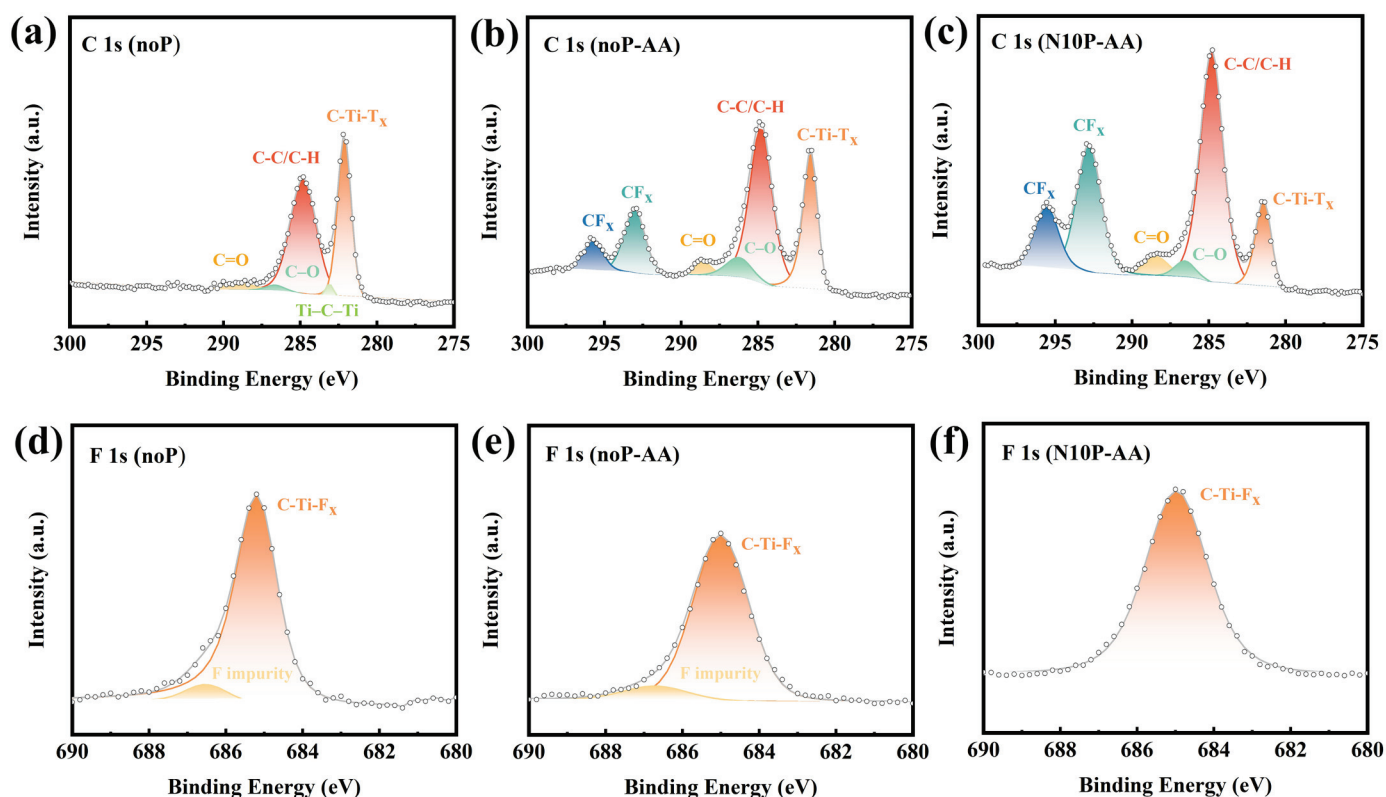 (a)
C 1s (noP)
C-Ti-Tx
C-C/C-H
C=O
C–O
Ti–C–Ti
Intensity (a.u.)
300 295 290 285 280 275
Binding Energy (eV)
(b)
C 1s (noP-AA)
C-C/C-H
C-Ti-Tx
CFx
CFx
C=O
C–O
Intensity (a.u.)
300 295 290 285 280 275
Binding Energy (eV)
(c)
C 1s (N10P-AA)
C-C/C-H
CFx
CFx
C-Ti-Tx
C=O
C–O
Intensity (a.u.)
300 295 290 285 280 275
Binding Energy (eV)
(d)
F 1s (noP)
C-Ti-Fx
F impurity
Intensity (a.u.)
690 688 686 684 682 680
Binding Energy (eV)
(e)
F 1s (noP-AA)
C-Ti-Fx
F impurity
Intensity (a.u.)
690 688 686 684 682 680
Binding Energy (eV)
(f)
F 1s (N10P-AA)
C-Ti-Fx
Intensity (a.u.)
690 688 686 684 682 680
Binding Energy (eV)